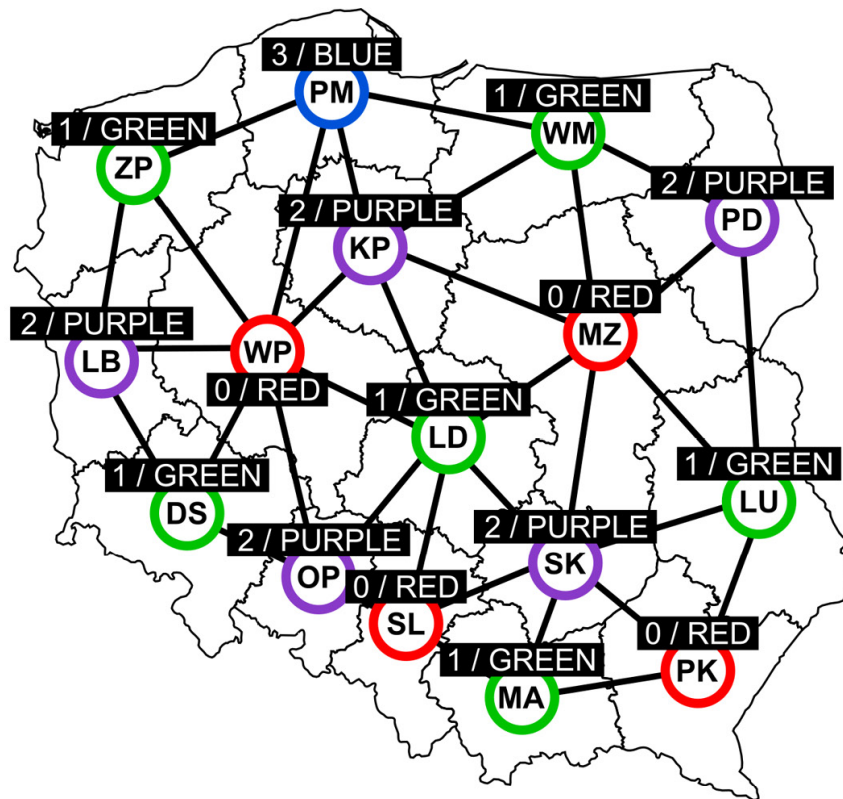 3 / BLUE
PM
1 / GREEN
WM
1 / GREEN
ZP
2 / PURPLE
PD
2 / PURPLE
KP
0 / RED
MZ
2 / PURPLE
LB
WP
0 / RED
1 / GREEN
LD
1 / GREEN
DS
1 / GREEN
LU
2 / PURPLE
OP
2 / PURPLE
SK
0 / RED
SL
0 / RED
PK
1 / GREEN
MA